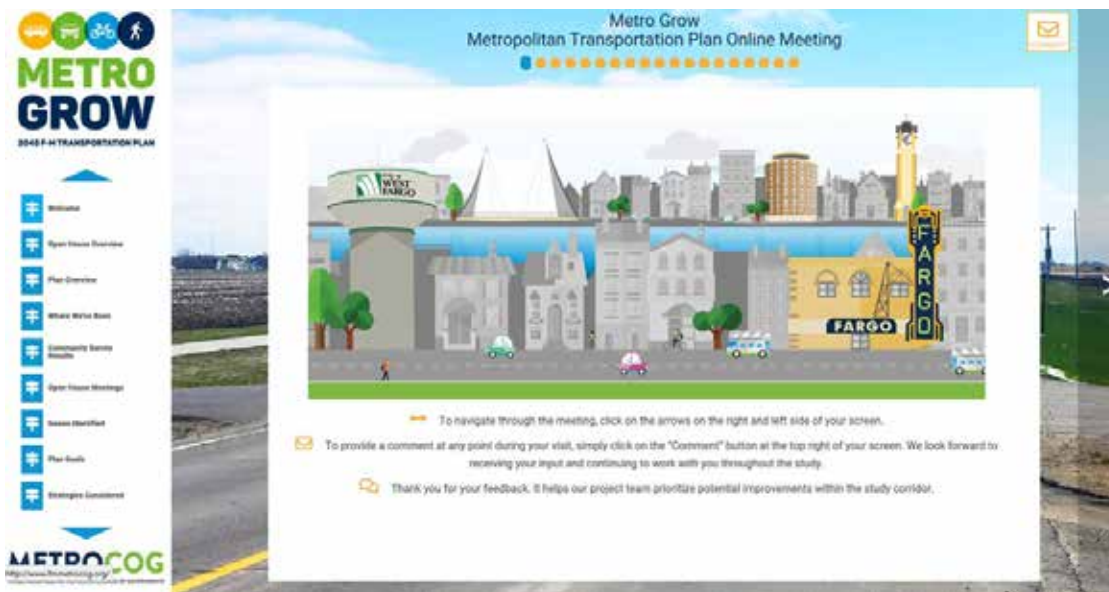 METRO
GROW
2045 F-M TRANSPORTATION PLAN
Welcome
Open House Overview
Plan Overview
Where We've Been
Community Survey
Results
Open House Meetings
Issues Identified
Plan Goals
Strategies Considered
METROCOG
Metro Grow
Metropolitan Transportation Plan Online Meeting
WEST
FARGO
FARGO
FARGO
To navigate through the meeting, click on the arrows on the right and left side of your screen.
To provide a comment at any point during your visit, simply click on the "Comment" button at the top right of your screen. We look forward to
receiving your input and continuing to work with you throughout the study.
Thank you for your feedback. It helps our project team prioritize potential improvements within the study corridor.